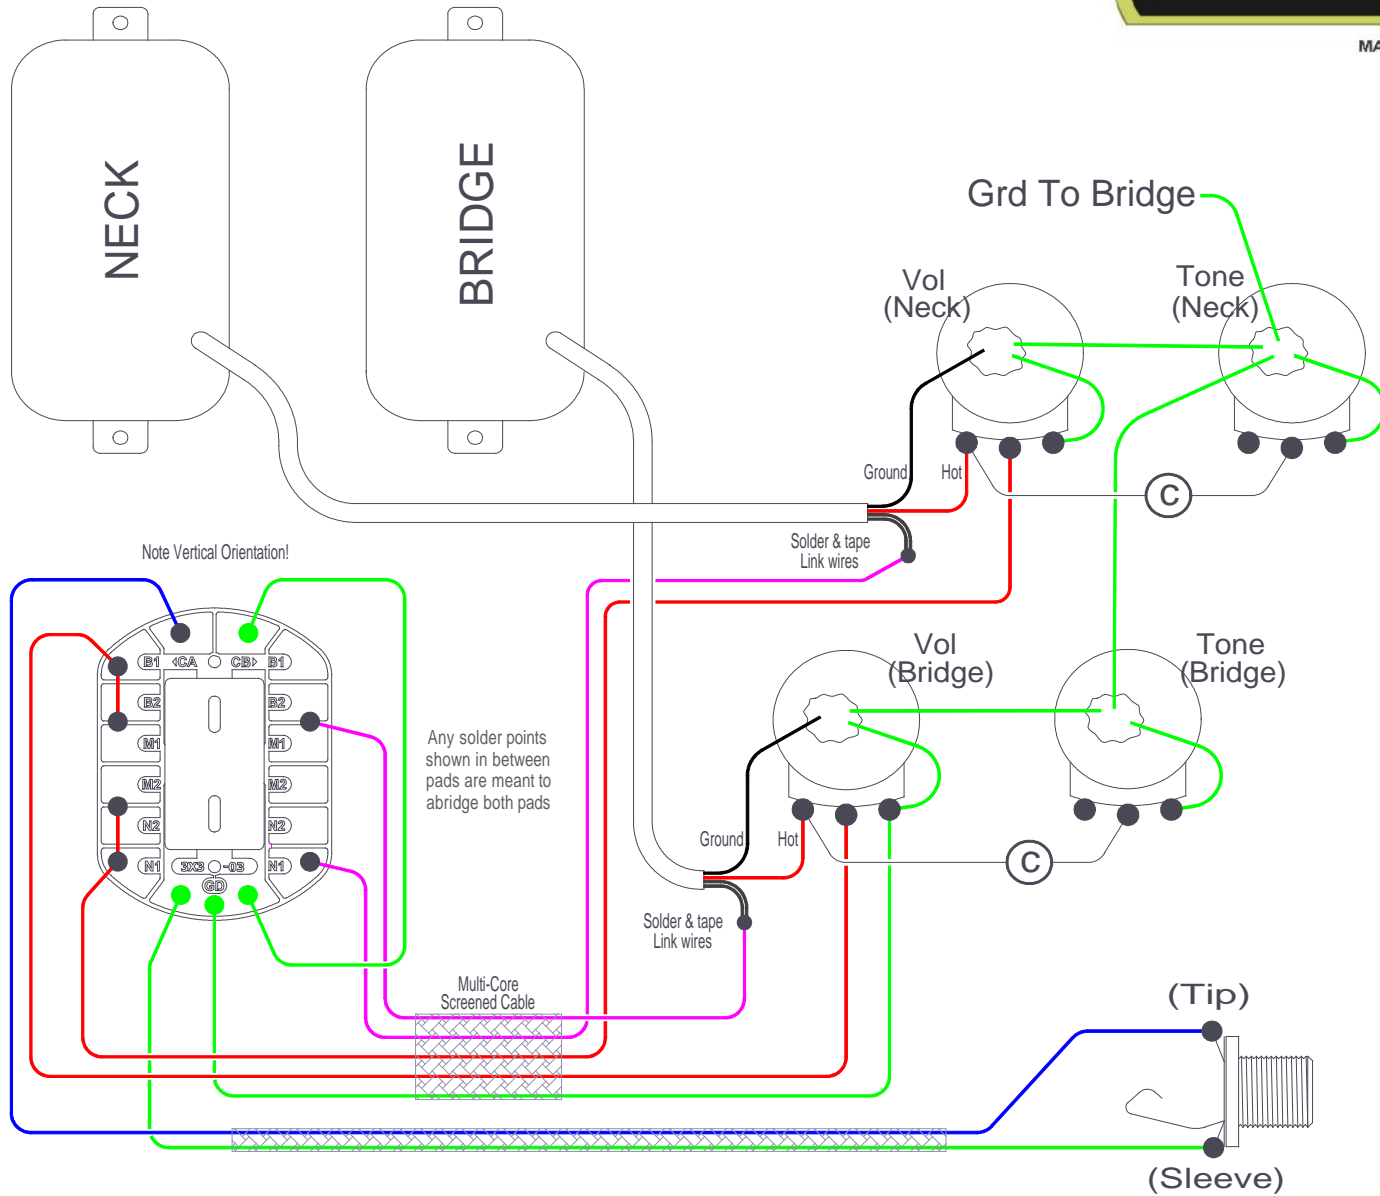 MA
NECK
BRIDGE
Grd To Bridge
Vol
(Neck)
Tone
(Neck)
Ground
Hot
C
Solder & tape
Link wires
Note Vertical Orientation!
B1
CA
CB
B1
B2
B2
M1
M1
M2
M2
N2
N2
N1
3X3
-03
N1
GD
Any solder points
shown in between
pads are meant to
abridge both pads
Vol
(Bridge)
Tone
(Bridge)
Ground
Hot
C
Solder & tape
Link wires
Multi-Core
Screened Cable
(Tip)
(Sleeve)